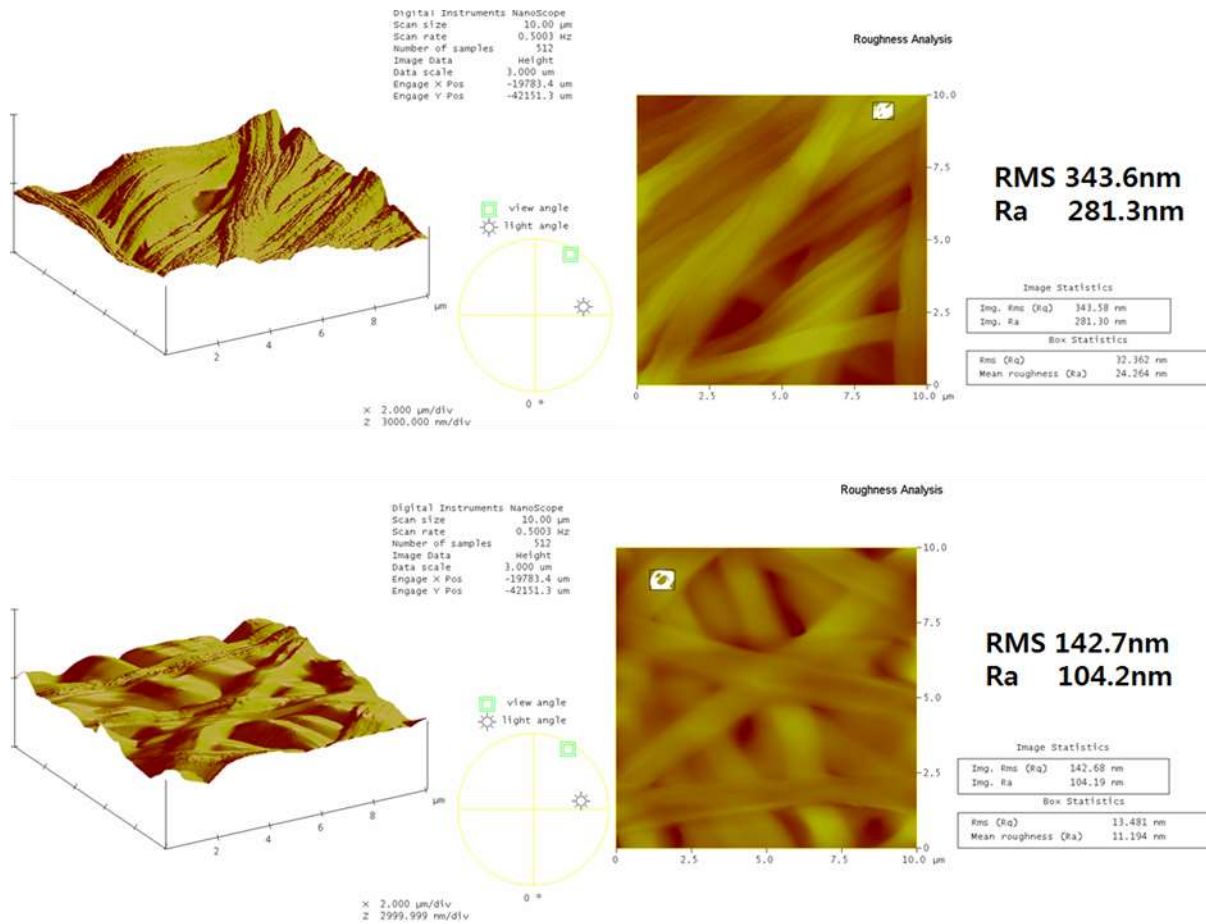 Digital Instruments NanoScope
Scan size 10.00 µm
Scan rate 0.5003 Hz
Number of samples 512
Image Data Height
Data scale 3.000 um
Engage X Pos -19783.4 um
Engage Y Pos -42151.3 um
Roughness Analysis
view angle
light angle
µm
2
4
6
8
0 °
X 2.000 µm/div
Z 3000.000 nm/div
10.0
7.5
5.0
2.5
0
0 2.5 5.0 7.5 10.0 µm
RMS 343.6nm
Ra 281.3nm
Image Statistics
Img. Rms (Rq) 343.58 nm
Img. Ra 281.30 nm
Box Statistics
Rms (Rq) 32.362 nm
Mean roughness (Ra) 24.264 nm
Roughness Analysis
Digital Instruments NanoScope
Scan size 10.00 µm
Scan rate 0.5003 Hz
Number of samples 512
Image Data Height
Data scale 3.000 um
Engage X Pos -19783.4 um
Engage Y Pos -42151.3 um
view angle
light angle
µm
2
4
6
8
0 °
X 2.000 µm/div
Z 2999.999 nm/div
10.0
7.5
5.0
2.5
0
0 2.5 5.0 7.5 10.0 µm
RMS 142.7nm
Ra 104.2nm
Image Statistics
Img. Rms (Rq) 142.68 nm
Img. Ra 104.19 nm
Box Statistics
Rms (Rq) 13.481 nm
Mean roughness (Ra) 11.194 nm